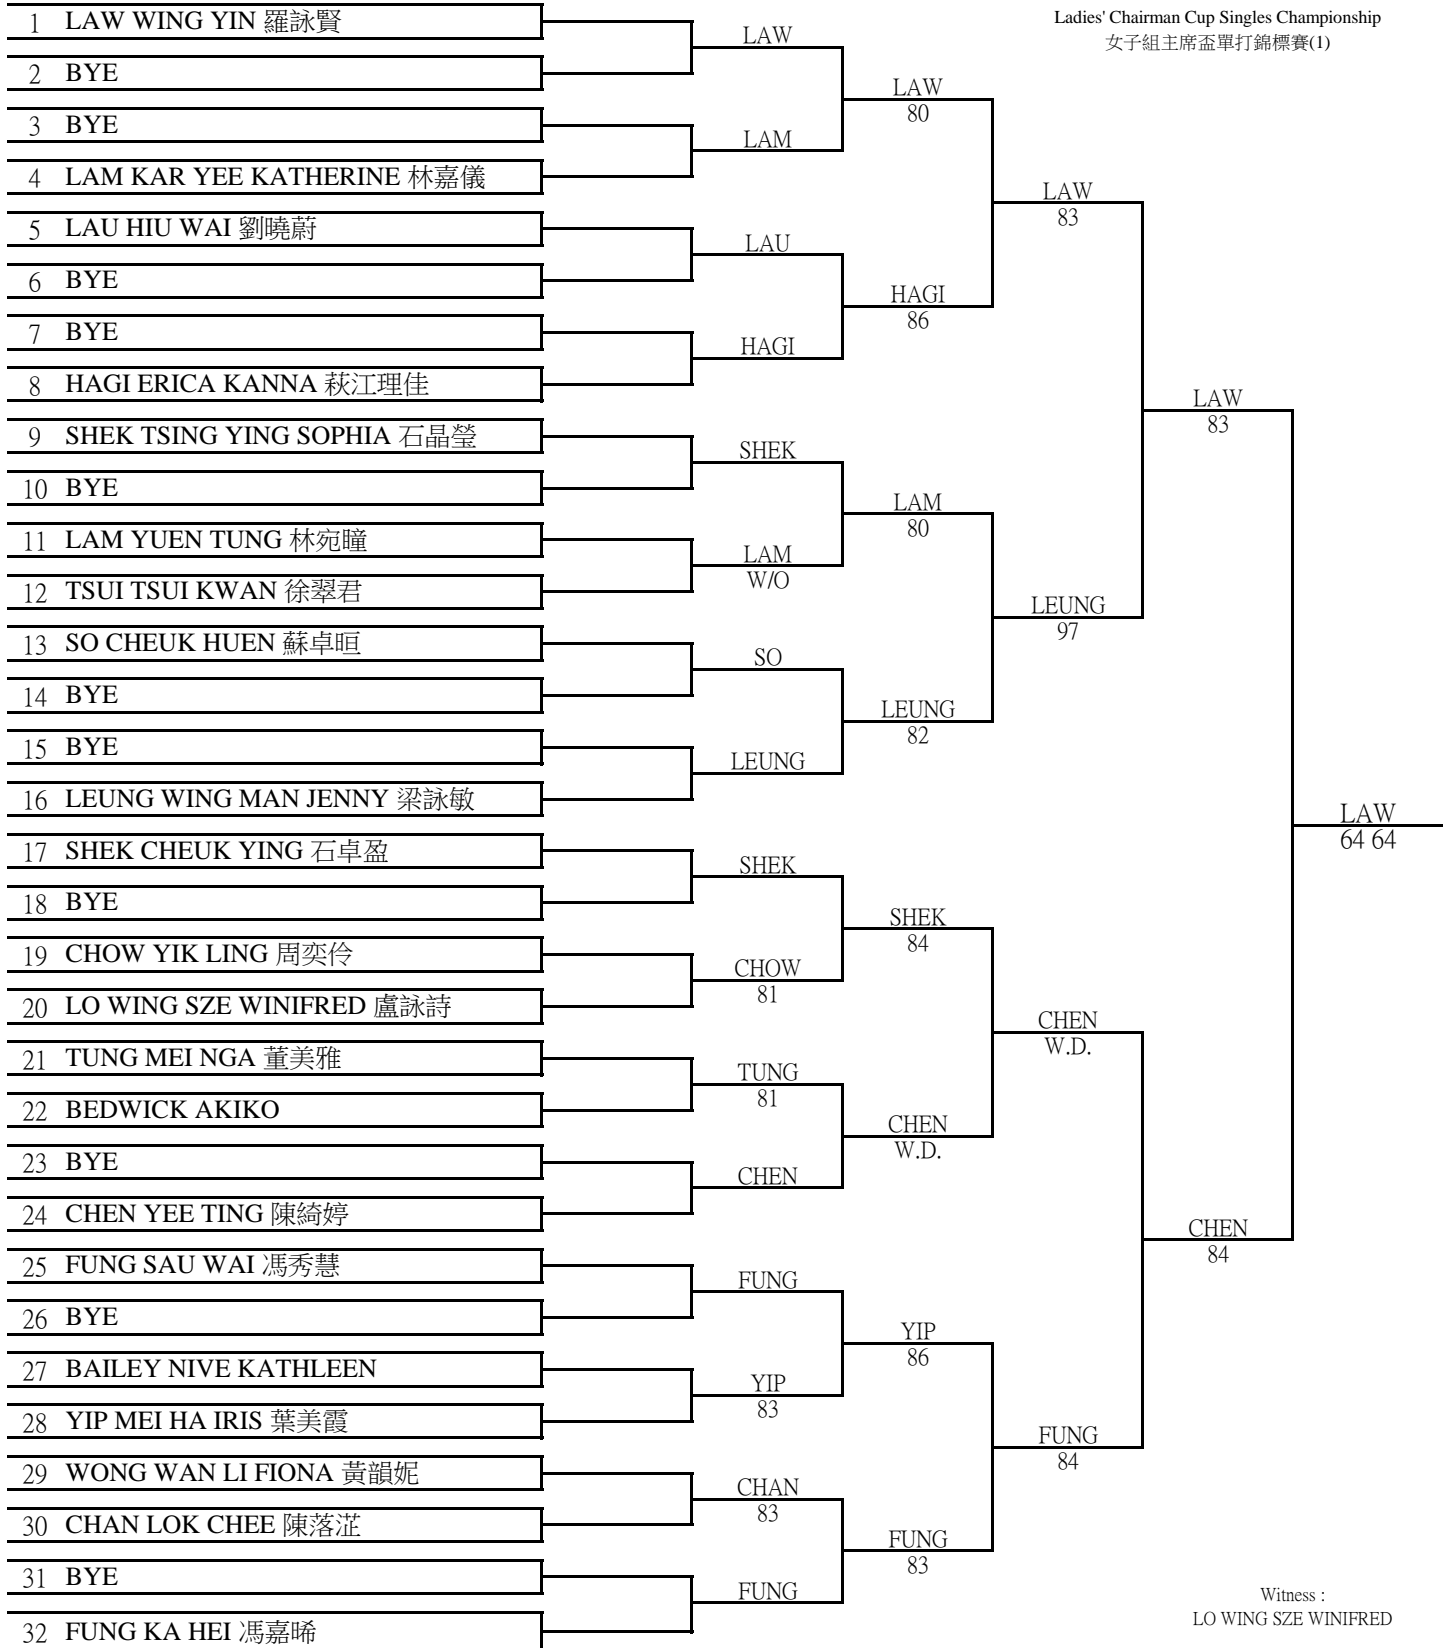 Ladies' Chairman Cup Singles Championship
女子組主席盃單打錦標賽(1)
1 LAW WING YIN 羅詠賢
2 BYE
3 BYE
4 LAM KAR YEE KATHERINE 林嘉儀
5 LAU HIU WAI 劉曉蔚
6 BYE
7 BYE
8 HAGI ERICA KANNA 萩江理佳
9 SHEK TSING YING SOPHIA 石晶瑩
10 BYE
11 LAM YUEN TUNG 林宛曈
12 TSUI TSUI KWAN 徐翠君
13 SO CHEUK HUEN 蘇卓晅
14 BYE
15 BYE
16 LEUNG WING MAN JENNY 梁詠敏
17 SHEK CHEUK YING 石卓盈
18 BYE
19 CHOW YIK LING 周奕伶
20 LO WING SZE WINIFRED 盧詠詩
21 TUNG MEI NGA 董美雅
22 BEDWICK AKIKO
23 BYE
24 CHEN YEE TING 陳綺婷
25 FUNG SAU WAI 馮秀慧
26 BYE
27 BAILEY NIVE KATHLEEN
28 YIP MEI HA IRIS 葉美霞
29 WONG WAN LI FIONA 黃韻妮
30 CHAN LOK CHEE 陳落芷
31 BYE
32 FUNG KA HEI 馮嘉晞
LAW
LAM
LAU
HAGI
SHEK
LAM
W/O
SO
LEUNG
SHEK
CHOW
81
TUNG
81
CHEN
FUNG
YIP
83
CHAN
83
FUNG
LAW
80
HAGI
86
LAM
80
LEUNG
82
SHEK
84
CHEN
W.D.
YIP
86
FUNG
83
LAW
83
LEUNG
97
CHEN
W.D.
FUNG
84
LAW
83
CHEN
84
LAW
64 64
Witness :
LO WING SZE WINIFRED